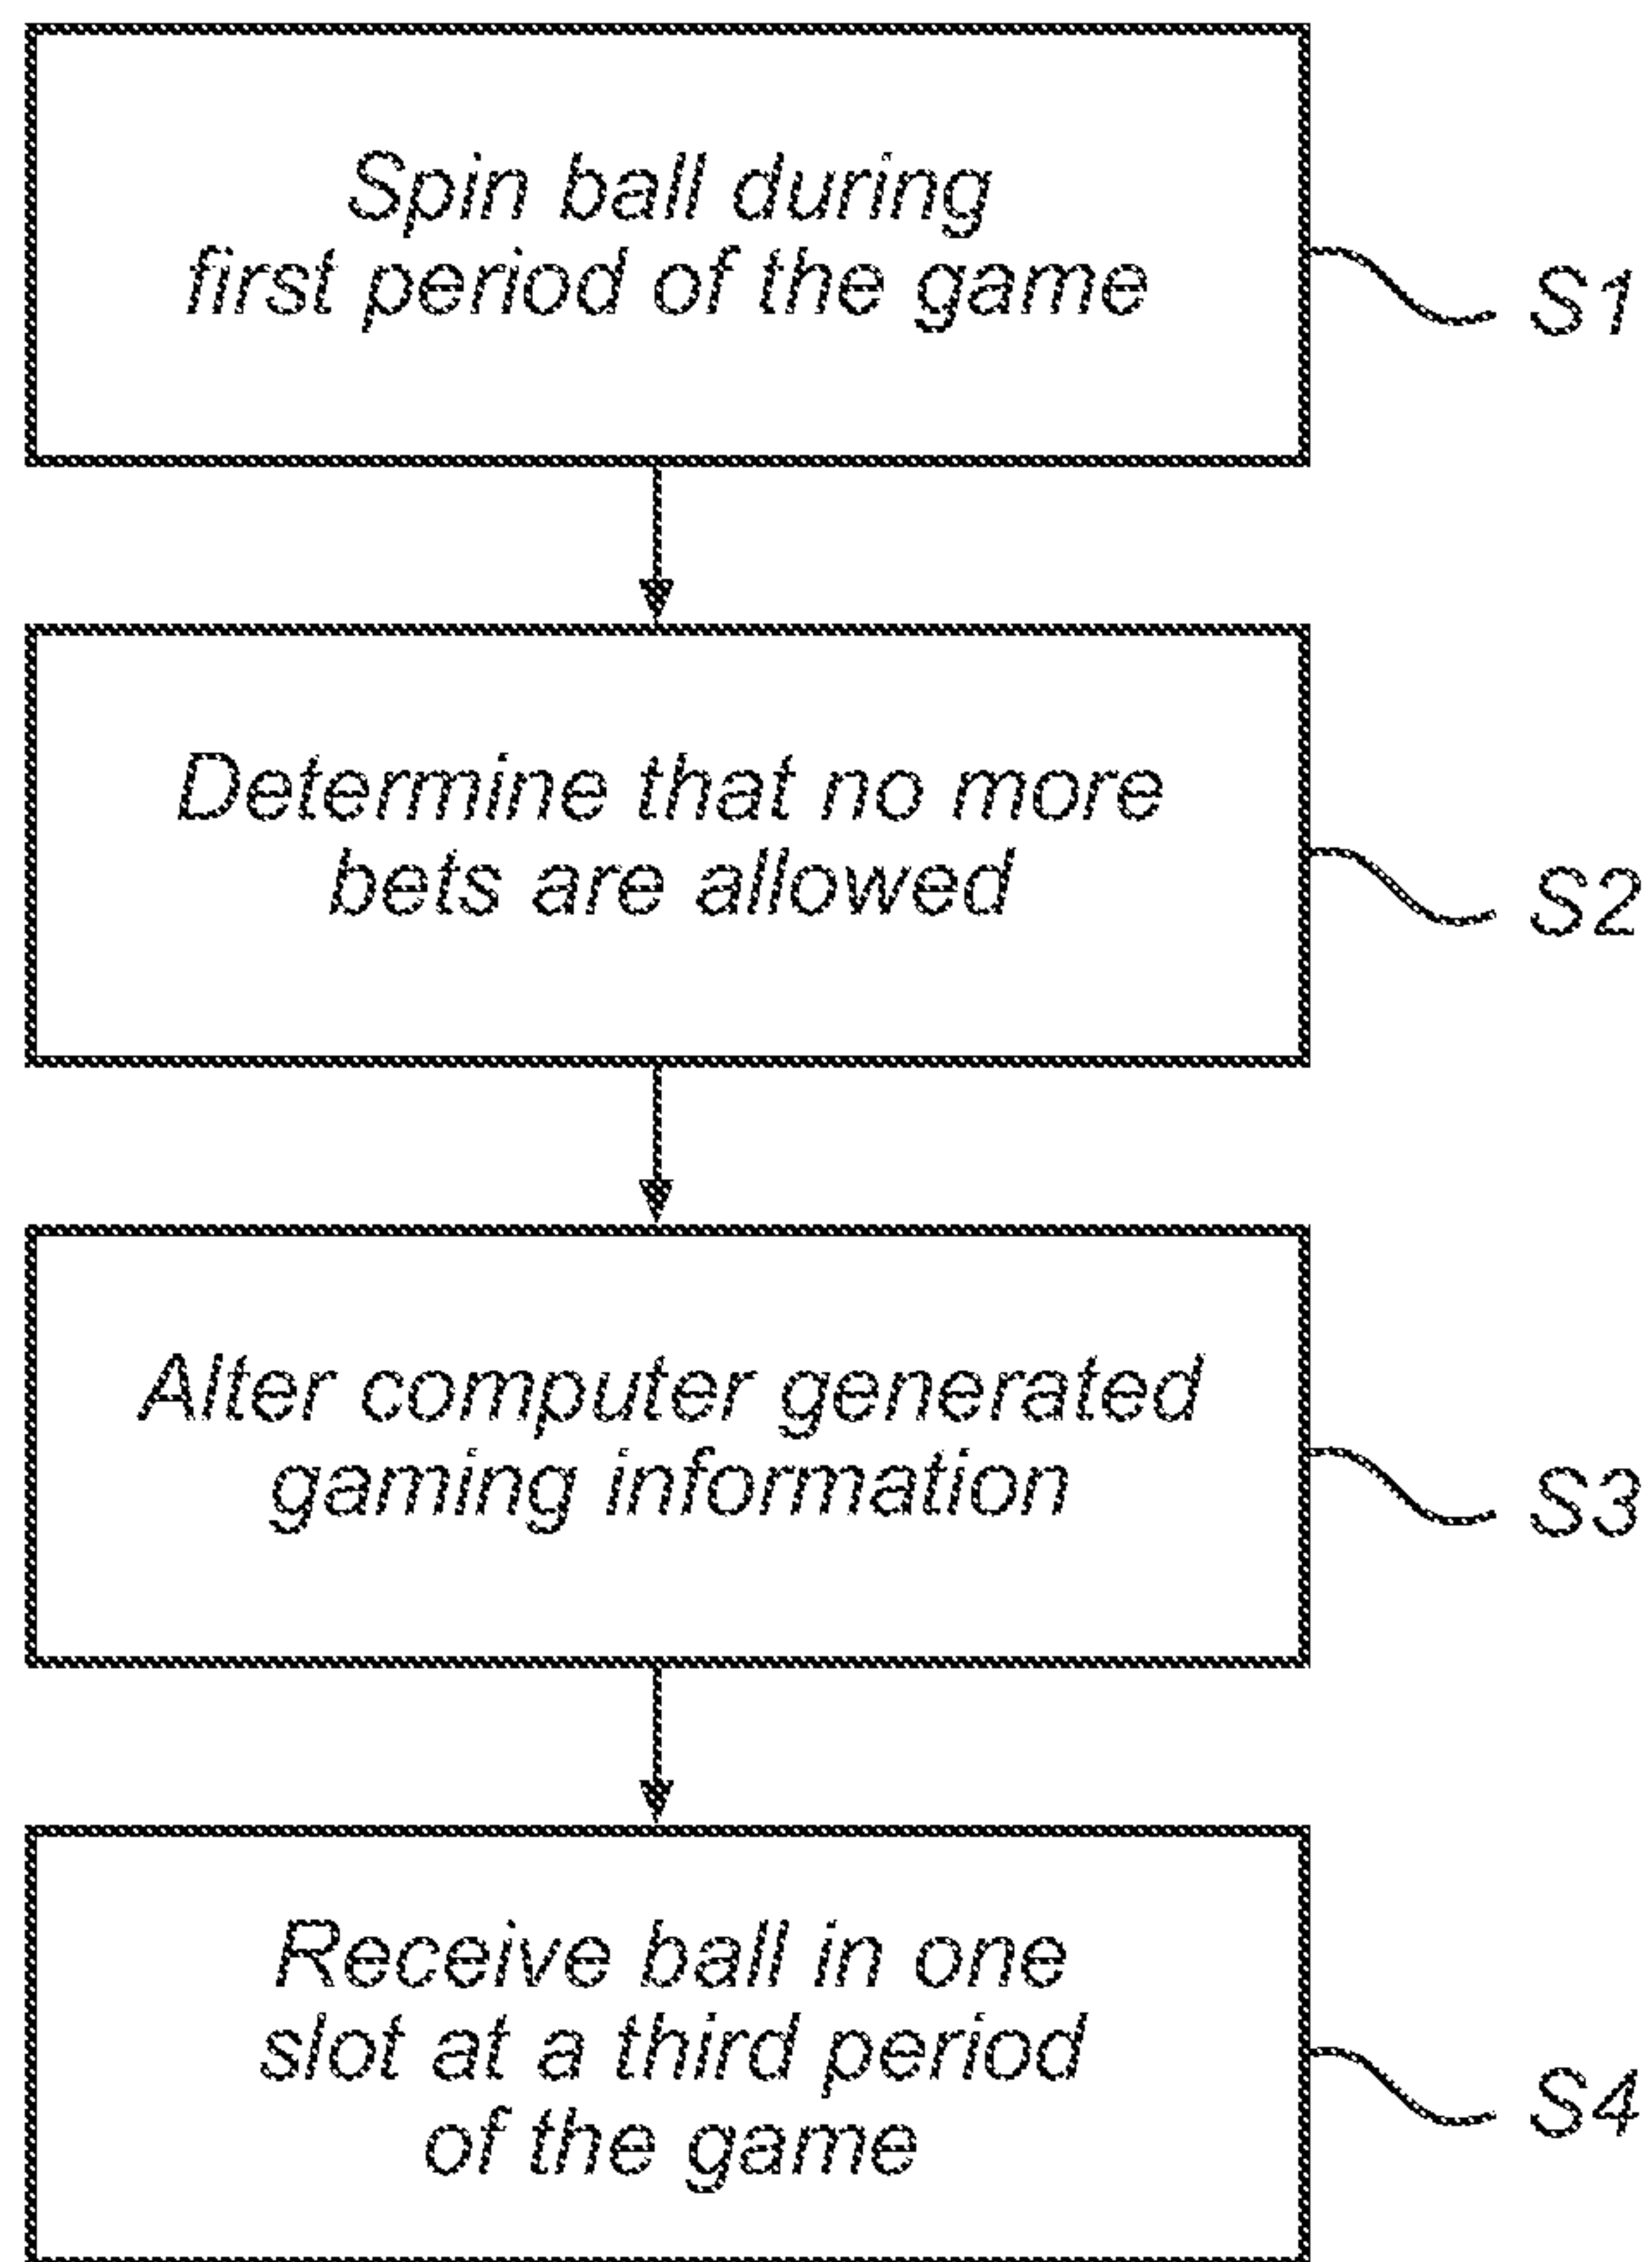 Spin ball during
first period of the game
S1
Determine that no more
bets are allowed
S2
Alter computer generated
gaming information
S3
Receive ball in one
slot at a third period
of the game
S4